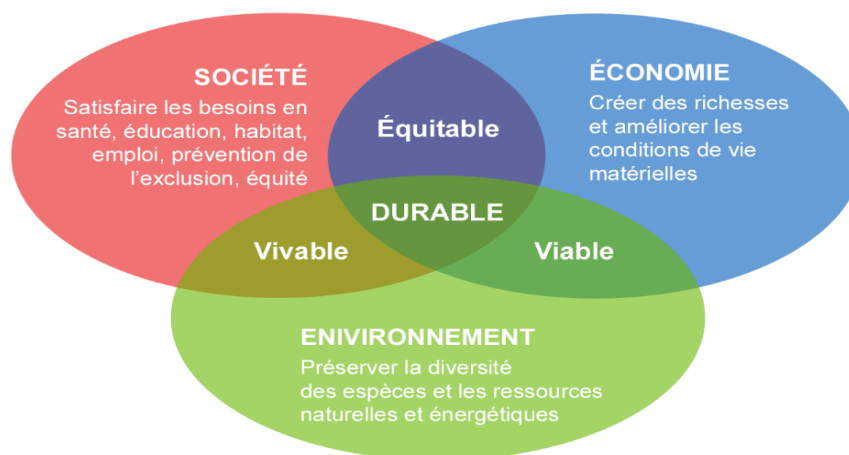 SOCIÉTÉ
Satisfaire les besoins en
santé, éducation, habitat,
emploi, prévention de
l'exclusion, équité
Équitable
ÉCONOMIE
Créer des richesses
et améliorer les
conditions de vie
matérielles
DURABLE
Vivable
Viable
ENIVIRONNEMENT
Préserver la diversité
des espèces et les ressources
naturelles et énergétiques